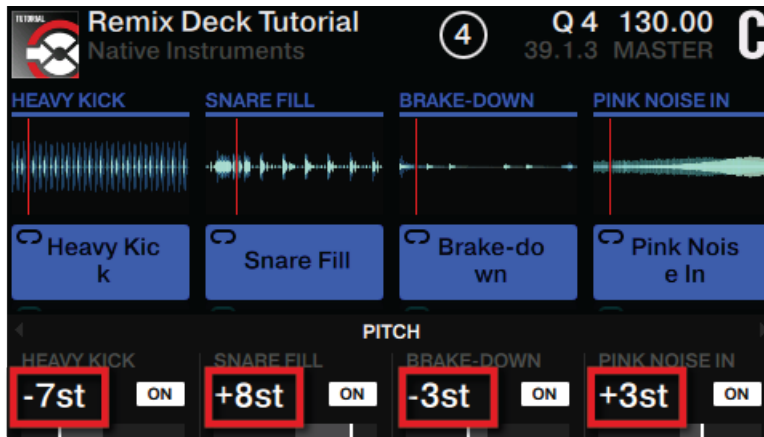 TUTORIAL
Remix Deck Tutorial
Native Instruments
4
Q 4 130.00
39.1.3 MASTER
C
HEAVY KICK SNARE FILL BRAKE-DOWN PINK NOISE IN
Heavy Kic
k
Snare Fill
Brake-do
wn
Pink Nois
e In
PITCH
HEAVY KICK SNARE FILL BRAKE-DOWN PINK NOISE IN
-7st ON +8st ON -3st ON +3st ON